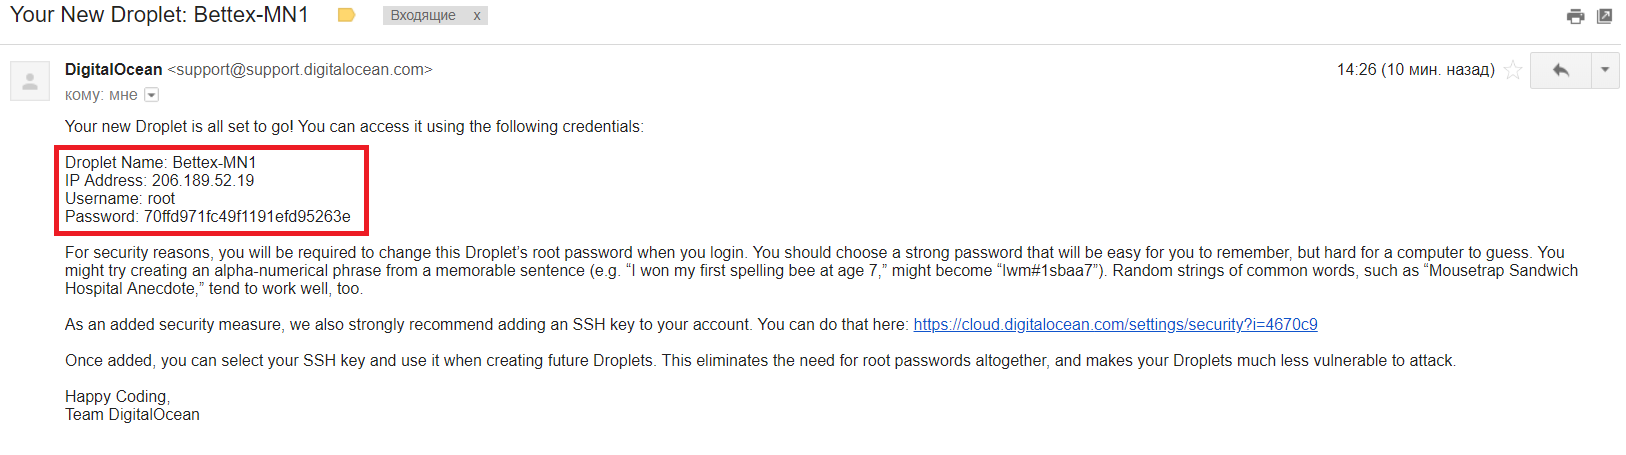 Your New Droplet: Bettex-MN1
Входящие x
DigitalOcean <support@support.digitalocean.com>
14:26 (10 мин. назад)
кому: мне
Your new Droplet is all set to go! You can access it using the following credentials:
Droplet Name: Bettex-MN1
IP Address: 206.189.52.19
Username: root
Password: 70ffd971fc49f1191efd95263e
For security reasons, you will be required to change this Droplet’s root password when you login. You should choose a strong password that will be easy for you to remember, but hard for a computer to guess. You
might try creating an alpha-numerical phrase from a memorable sentence (e.g. “I won my first spelling bee at age 7,” might become “Iwm#1sbaa7”). Random strings of common words, such as “Mousetrap Sandwich
Hospital Anecdote,” tend to work well, too.
As an added security measure, we also strongly recommend adding an SSH key to your account. You can do that here: https://cloud.digitalocean.com/settings/security?i=4670c9
Once added, you can select your SSH key and use it when creating future Droplets. This eliminates the need for root passwords altogether, and makes your Droplets much less vulnerable to attack.
Happy Coding,
Team DigitalOcean